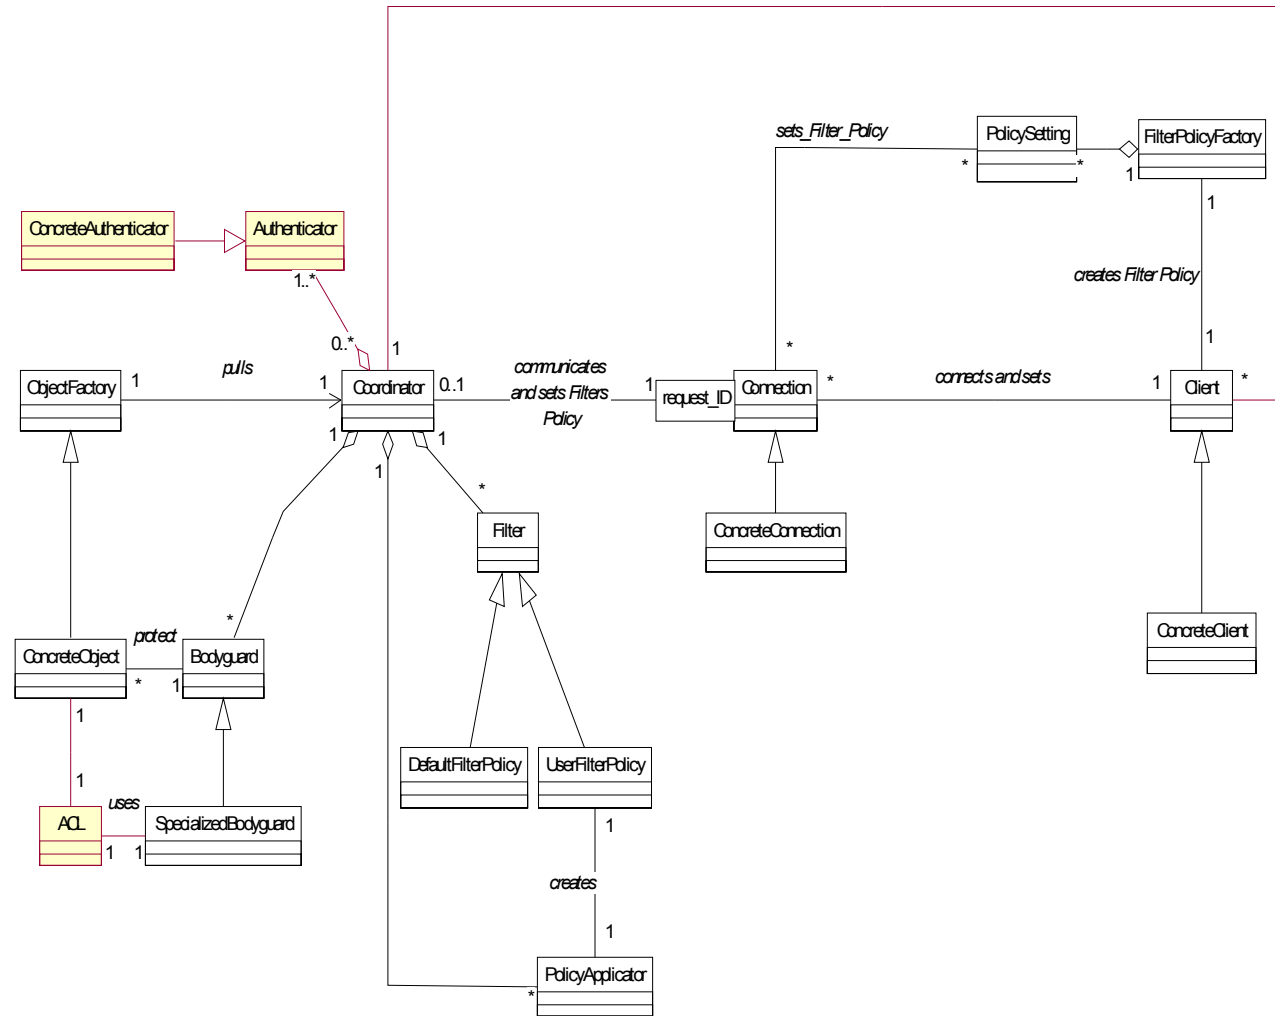 sets_Filter_Policy
PolicySetting
FilterPolicyFactory
*
*
1
1
ConcreteAuthenticator
Authenticator
1..*
creates Filter Policy
0..*
1
*
1
pulls
communicates
and sets Filters
Policy
connects and sets
ObjectFactory
1
1
Coordinator
0..1
1
request_ID
Connection
*
1
Client
*
1
1
1
*
Filter
ConcreteConnection
*
protect
ConcreteObject
*
1
Bodyguard
ConcreteClient
1
DefaultFilterPolicy
UserFilterPolicy
1
uses
ACL
1
1
SpecializedBodyguard
1
creates
1
PolicyApplicator
*